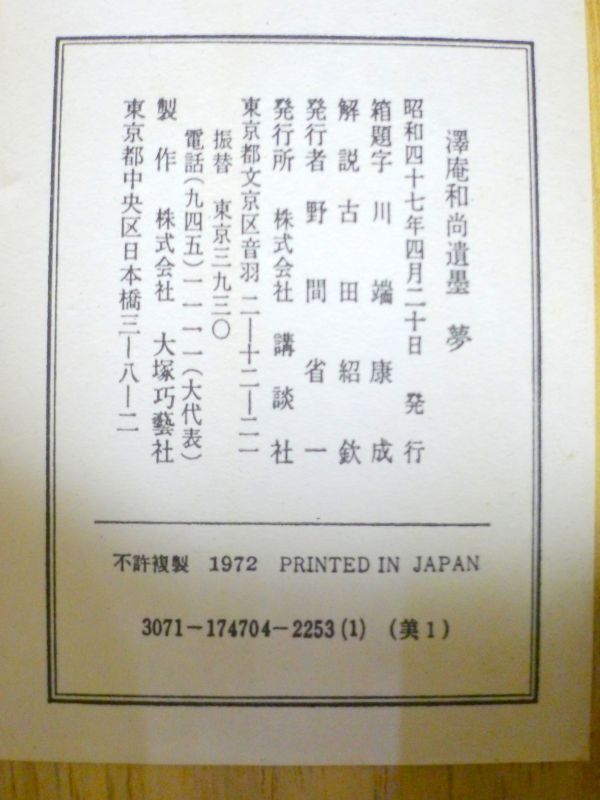 澤庵和尚遺墨 夢
昭和四十七年四月二十日 発行
箱題字 川端康成
解説 古田紹欽
発行者 野間省一
発行所 株式会社 講談社
東京都文京区音羽 二ー十二ー二一
振替 東京三九三〇
電話(九四五)一一一一(大代表)
製作 株式会社 大塚巧藝社
東京都中央区日本橋三ー八ー二
不許複製 1972 PRINTED IN JAPAN
3071-174704-2253(1) (美1)